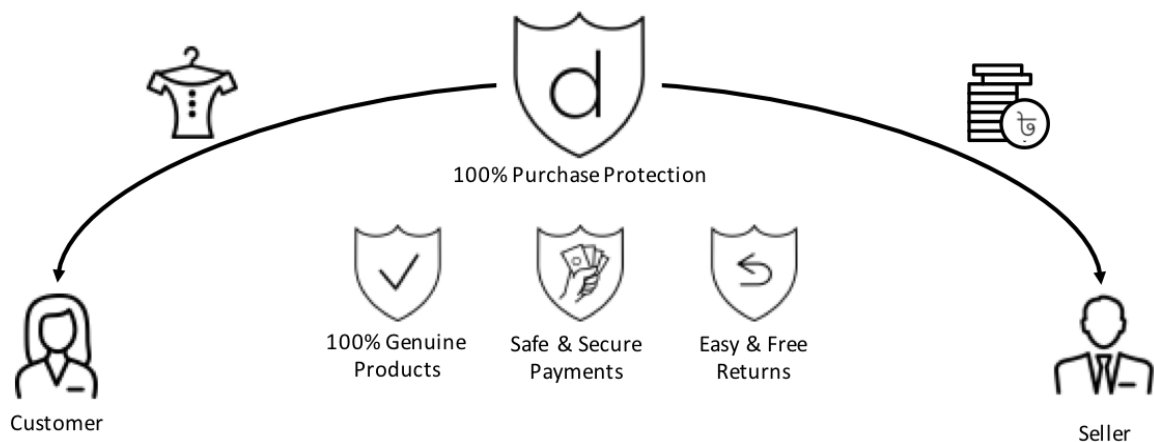 d
৳
100% Purchase Protection
100% Genuine
Products
Safe & Secure
Payments
Easy & Free
Returns
Customer
Seller